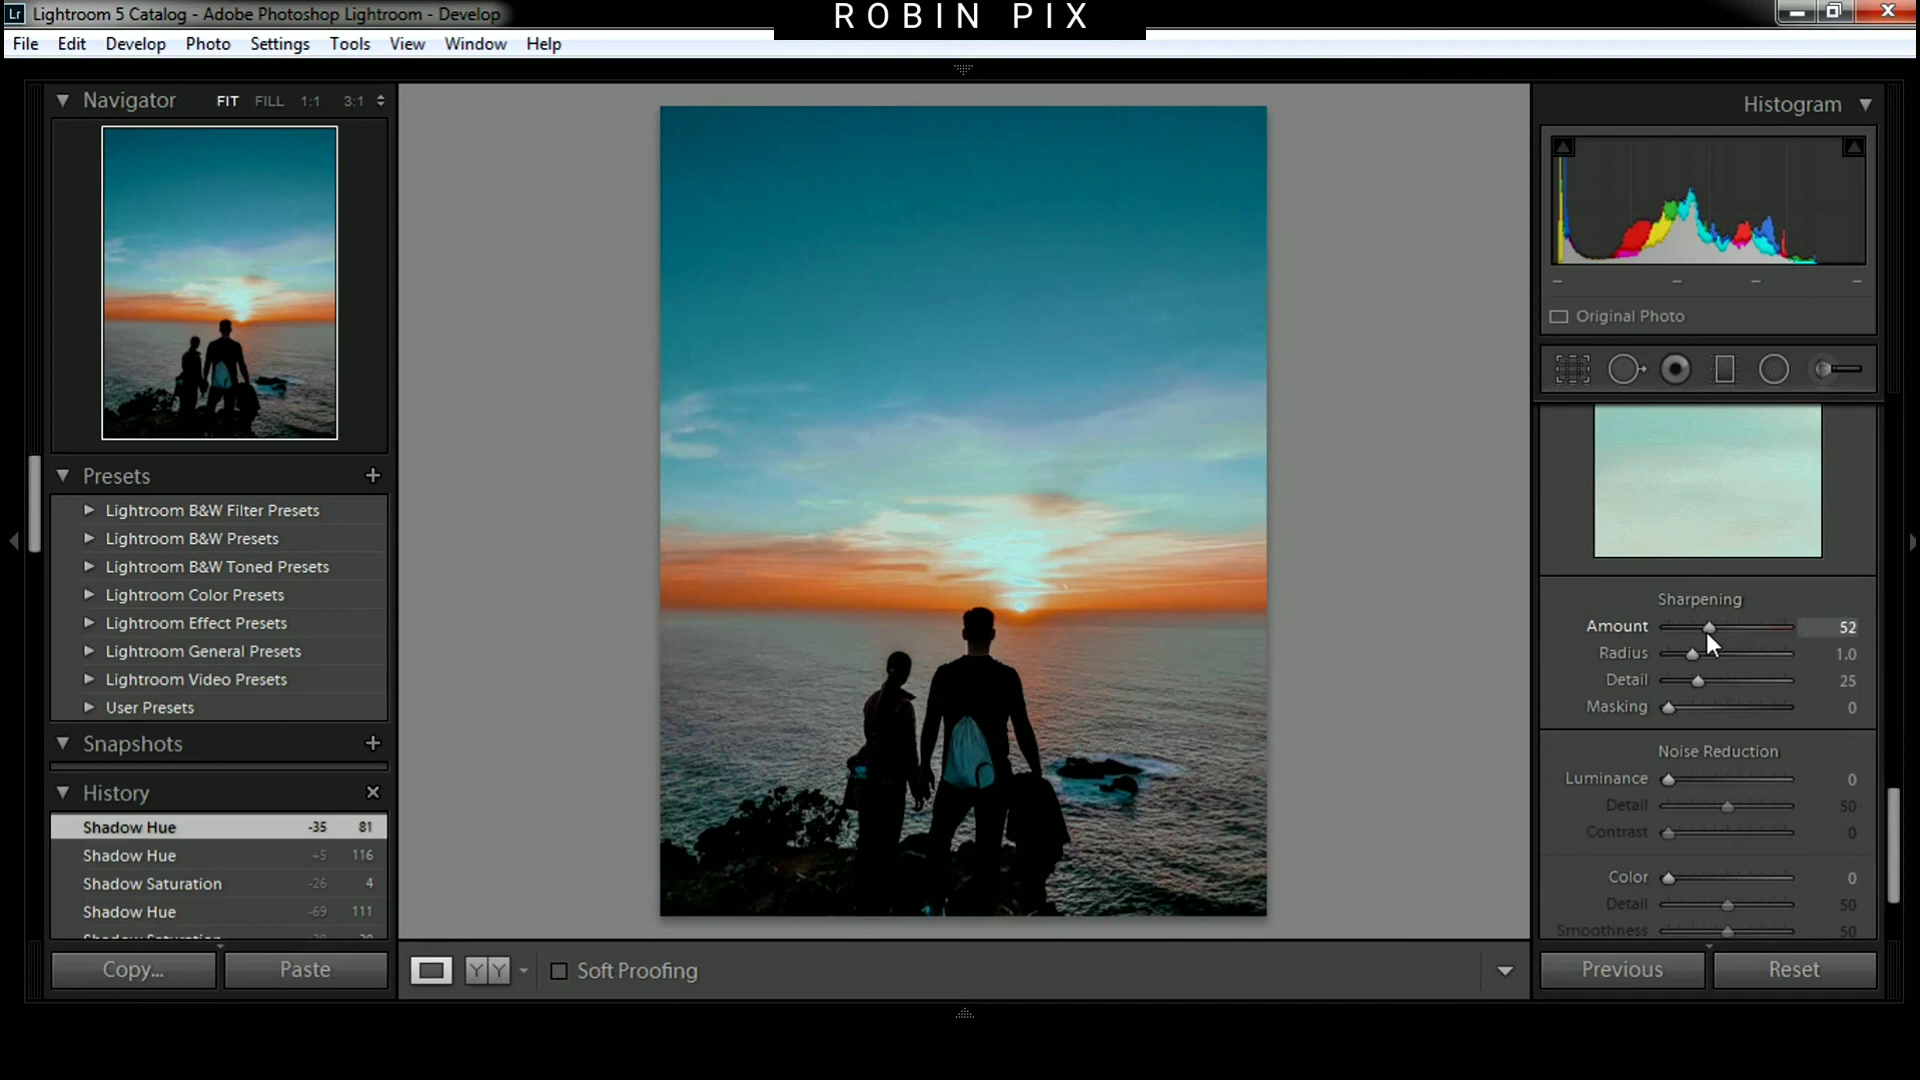 Lr Lightroom 5 Catalog - Adobe Photoshop Lightroom - Develop
ROBIN PIX
File Edit Develop Photo Settings Tools View Window Help
Navigator FIT FILL 1:1 3:1
Presets +
Lightroom B&W Filter Presets
Lightroom B&W Presets
Lightroom B&W Toned Presets
Lightroom Color Presets
Lightroom Effect Presets
Lightroom General Presets
Lightroom Video Presets
User Presets
Snapshots +
History ×
Shadow Hue -35 81
Shadow Hue +5 116
Shadow Saturation -26 4
Shadow Hue -69 111
Shadow Saturation
Copy... Paste
YY Soft Proofing
Histogram
Original Photo
Sharpening
Amount 52
Radius 1.0
Detail 25
Masking 0
Noise Reduction
Luminance 0
Detail 50
Contrast 0
Color 0
Detail 50
Smoothness 50
Previous Reset